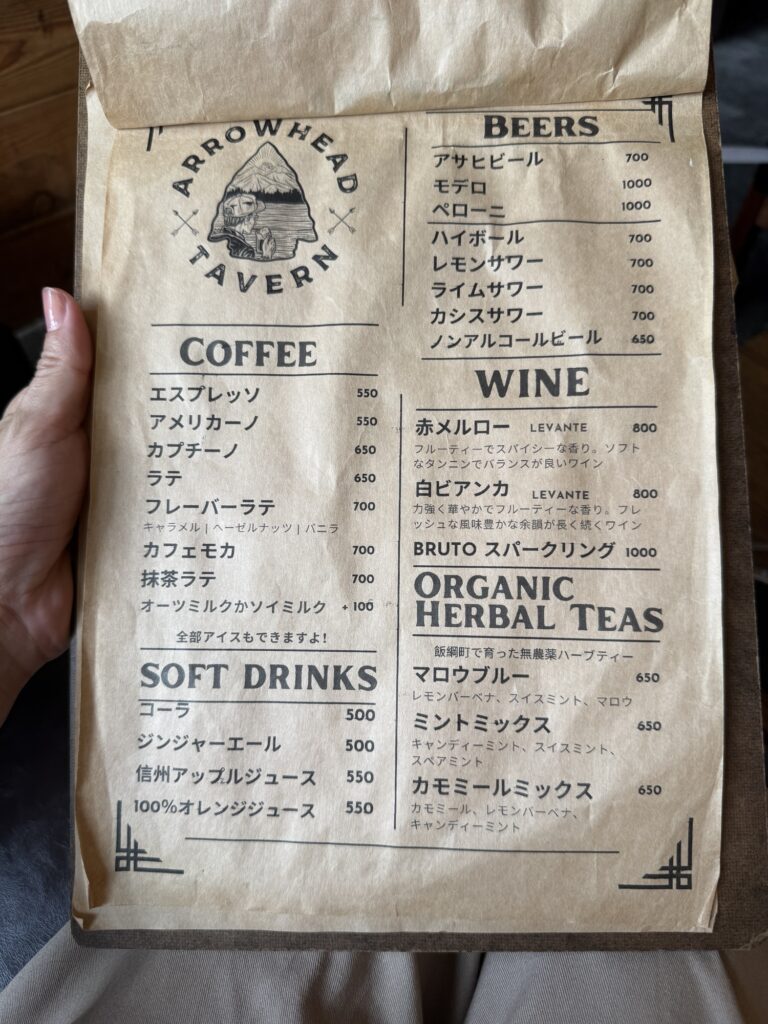 ARROWHEAD
TAVERN
COFFEE
エスプレッソ 550
アメリカーノ 550
カプチーノ 650
ラテ 650
フレーバーラテ 700
キャラメル | ヘーゼルナッツ | バニラ
カフェモカ 700
抹茶ラテ 700
オーツミルクかソイミルク + 100
全部アイスもできますよ!
SOFT DRINKS
コーラ 500
ジンジャーエール 500
信州アップルジュース 550
100%オレンジジュース 550
BEERS
アサヒビール 700
モデロ 1000
ペローニ 1000
ハイボール 700
レモンサワー 700
ライムサワー 700
カシスサワー 700
ノンアルコールビール 650
WINE
赤メルロー LEVANTE 800
フルーティーでスパイシーな香り。ソフト
なタンニンでバランスが良いワイン
白ビアンカ LEVANTE 800
力強く華やかでフルーティーな香り。フレ
ッシュな風味豊かな余韻が長く続くワイン
BRUTO スパークリング 1000
ORGANIC
HERBAL TEAS
飯綱町で育った無農薬ハーブティー
マロウブルー 650
レモンバーベナ、スイスミント、マロウ
ミントミックス 650
キャンディーミント、スイスミント、
スペアミント
カモミールミックス 650
カモミール、レモンバーベナ、
キャンディーミント